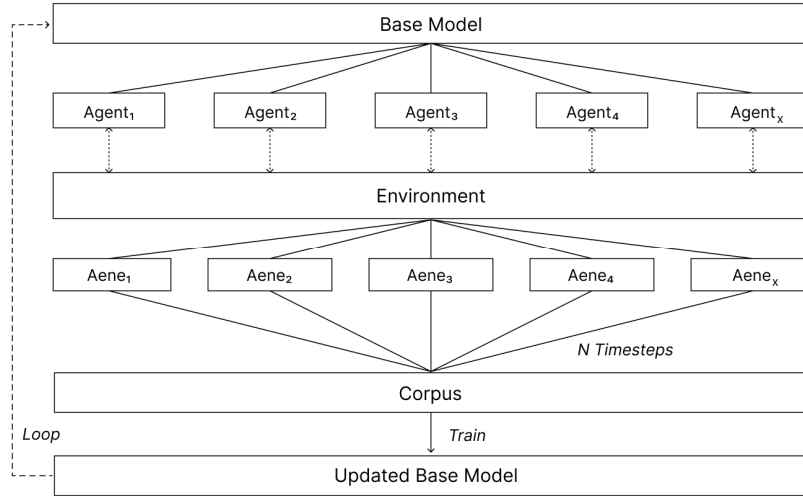 Base Model
Agent₁ Agent₂ Agent₃ Agent₄ Agentₓ
Environment
Aene₁ Aene₂ Aene₃ Aene₄ Aeneₓ
N Timesteps
Corpus
Loop Train
Updated Base Model